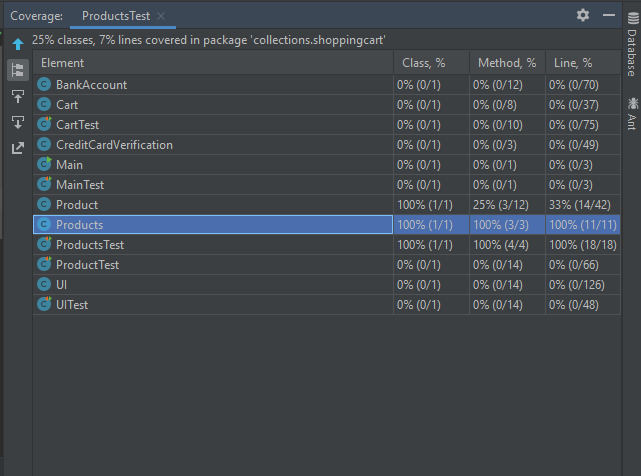 Coverage: ProductsTest
25% classes, 7% lines covered in package 'collections.shoppingcart'
Element Class, % Method, % Line, %
BankAccount 0% (0/1) 0% (0/12) 0% (0/70)
Cart 0% (0/1) 0% (0/8) 0% (0/37)
CartTest 0% (0/1) 0% (0/10) 0% (0/75)
CreditCardVerification 0% (0/1) 0% (0/3) 0% (0/49)
Main 0% (0/1) 0% (0/1) 0% (0/3)
MainTest 0% (0/1) 0% (0/1) 0% (0/3)
Product 100% (1/1) 25% (3/12) 33% (14/42)
Products 100% (1/1) 100% (3/3) 100% (11/11)
ProductsTest 100% (1/1) 100% (4/4) 100% (18/18)
ProductTest 0% (0/1) 0% (0/14) 0% (0/66)
UI 0% (0/1) 0% (0/14) 0% (0/126)
UITest 0% (0/1) 0% (0/14) 0% (0/48)
Database
Ant